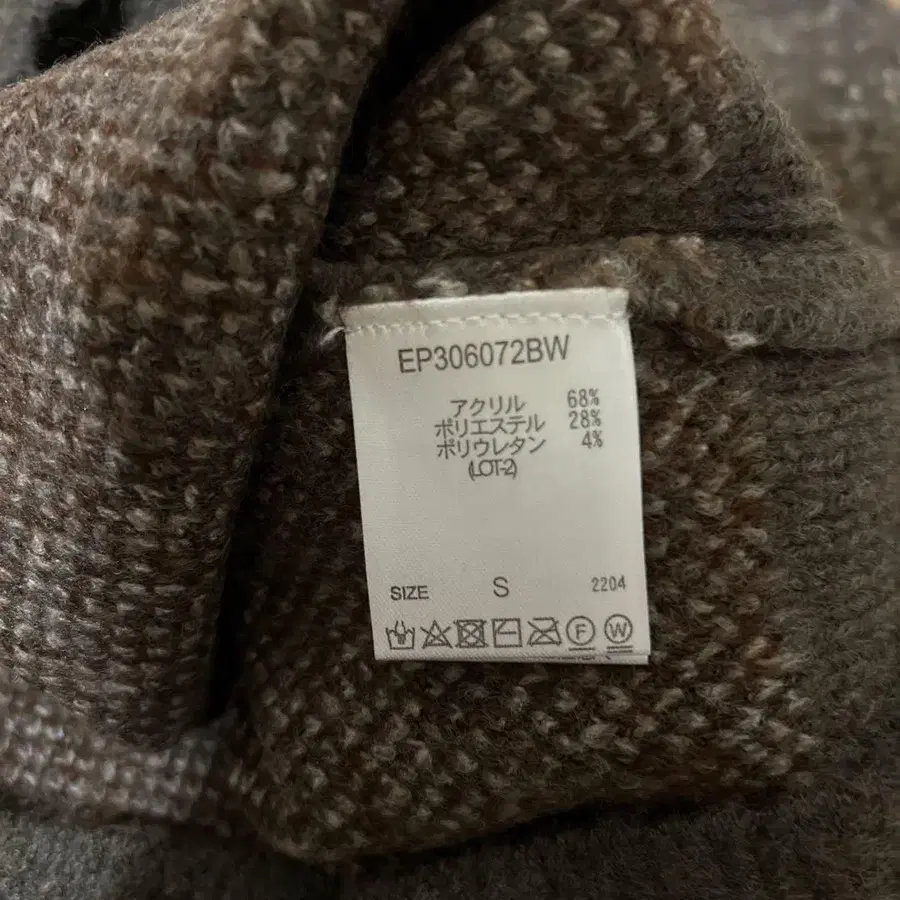 EP306072BW
アクリル 68%
ポリエステル 28%
ポリウレタン 4%
(LOT-2)
SIZE S 2204
F W